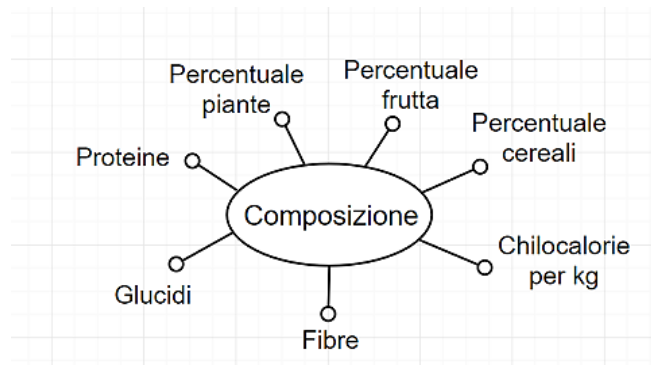 Percentuale
piante
Percentuale
frutta
Percentuale
cereali
Proteine
Composizione
Chilocalorie
per kg
Glucidi
Fibre